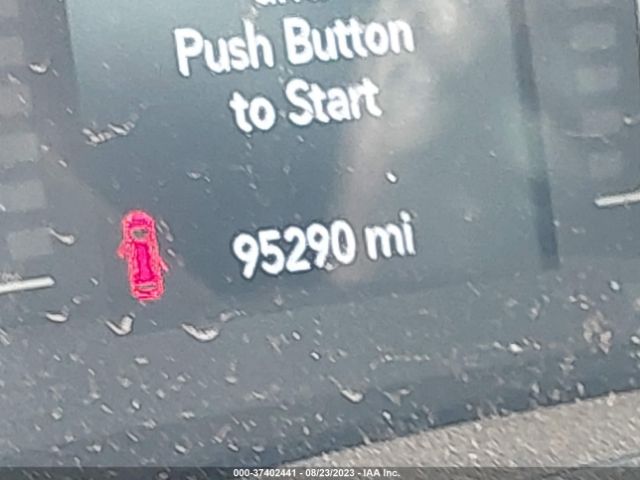 Push Button
to Start
95290 mi
000-37402441 - 08/23/2023 - IAA Inc.